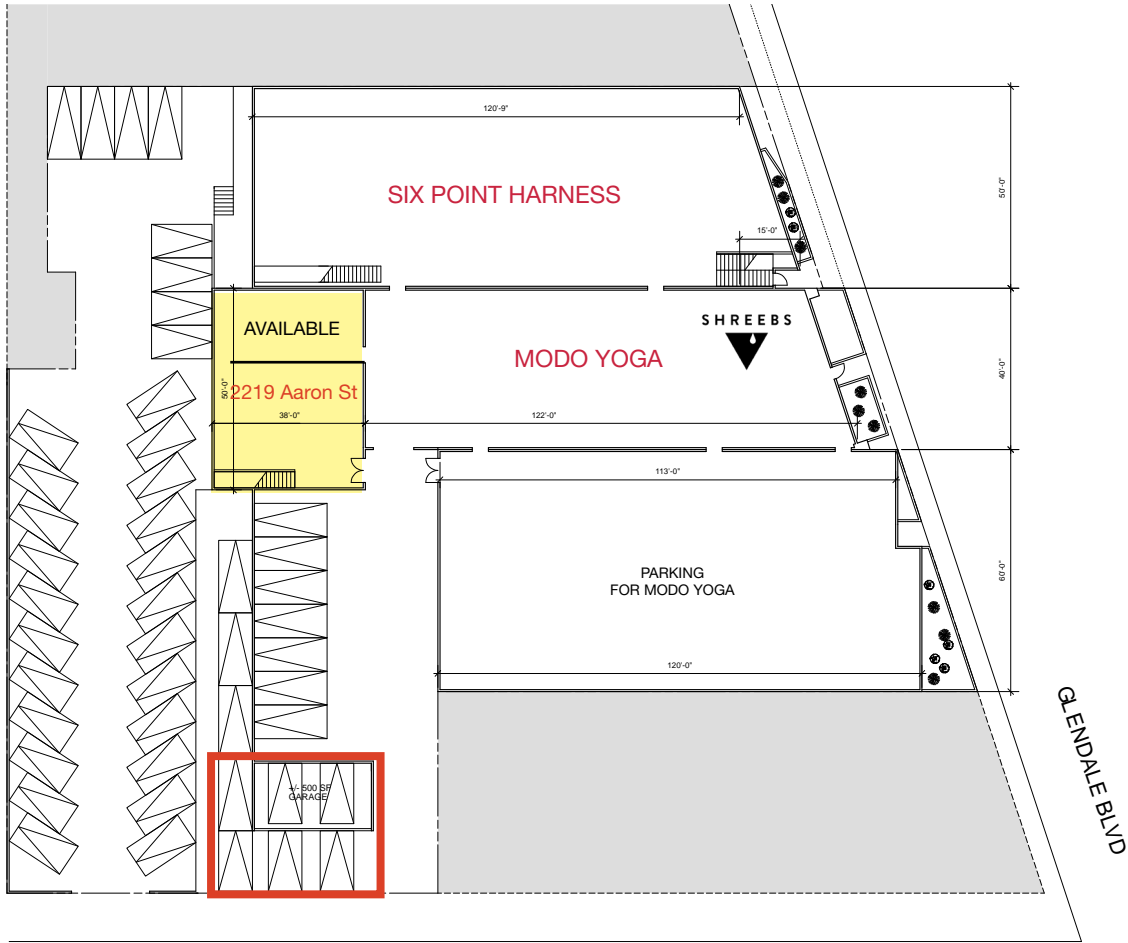 120'-9"
SIX POINT HARNESS
50'-0"
15'-0"
AVAILABLE
SHREEBS
MODO YOGA
40'-0"
2219 Aaron St
50'-0"
38'-0"
122'-0"
113'-0"
PARKING
FOR MODO YOGA
60'-0"
120'-0"
GLENDALE BLVD
+/- 500 SF
GARAGE